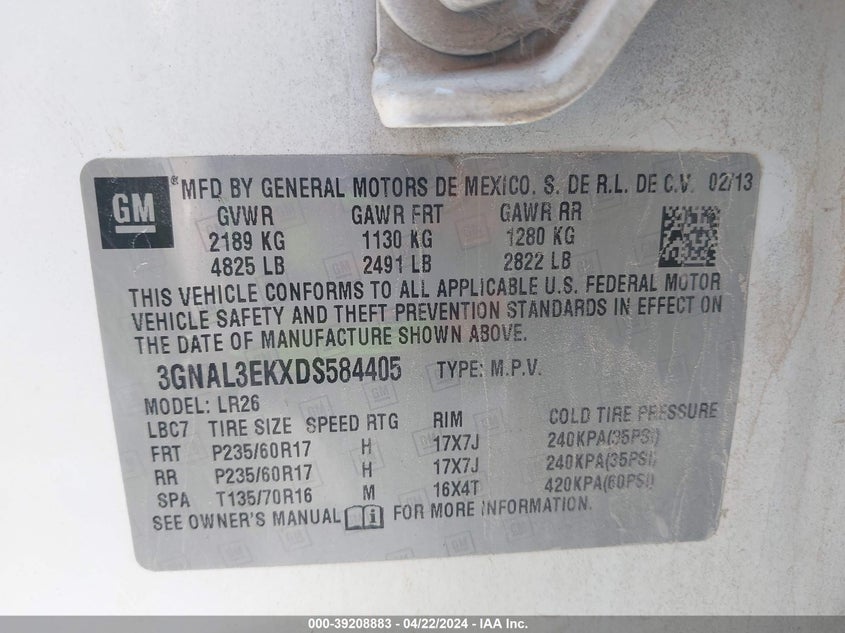 GM ® MFD BY GENERAL MOTORS DE MEXICO, S. DE R.L. DE C.V. 02/13
GVWR GAWR FRT GAWR RR
2189 KG 1130 KG 1280 KG
4825 LB 2491 LB 2822 LB
THIS VEHICLE CONFORMS TO ALL APPLICABLE U.S. FEDERAL MOTOR
VEHICLE SAFETY AND THEFT PREVENTION STANDARDS IN EFFECT ON
THE DATE OF MANUFACTURE SHOWN ABOVE.
3GNAL3EKXDS584405 TYPE: M.P.V.
MODEL: LR26
LBC7 TIRE SIZE SPEED RTG RIM COLD TIRE PRESSURE
FRT P235/60R17 H 17X7J 240KPA(35PSI)
RR P235/60R17 H 17X7J 240KPA(35PSI)
SPA T135/70R16 M 16X4T 420KPA(60PSI)
SEE OWNER'S MANUAL FOR MORE INFORMATION.
000-39208883 - 04/22/2024 - IAA Inc.